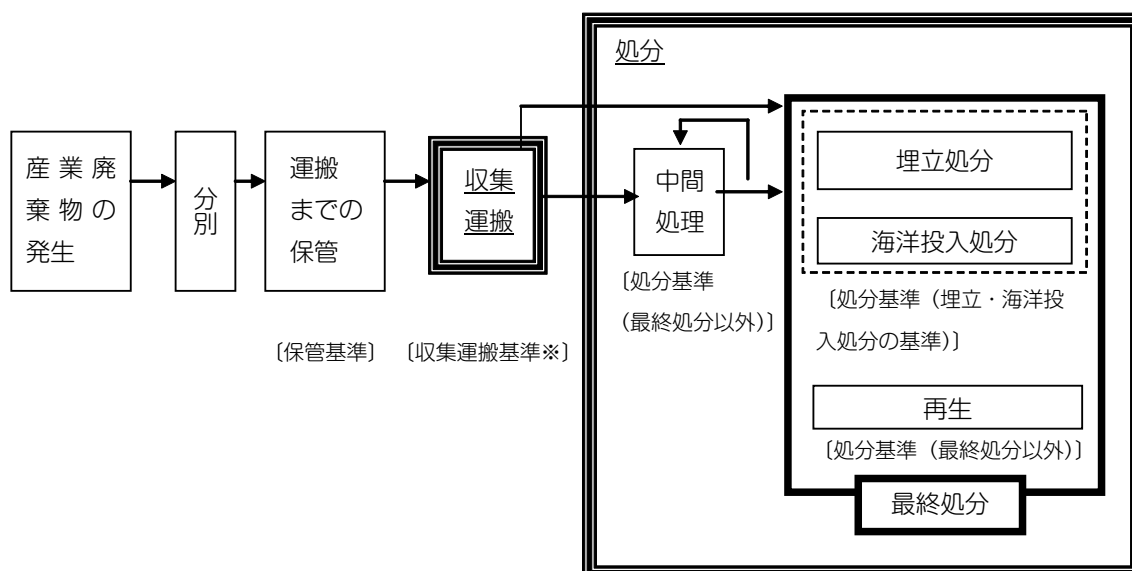 処分
産業廃
棄物の
発生
分
別
運搬
までの
保管
収集
運搬
中間
処理
埋立処分
海洋投入処分
〔処分基準
(最終処分以外)〕
〔処分基準(埋立・海洋投
入処分の基準)〕
〔保管基準〕
〔収集運搬基準※〕
再生
〔処分基準(最終処分以外)〕
最終処分